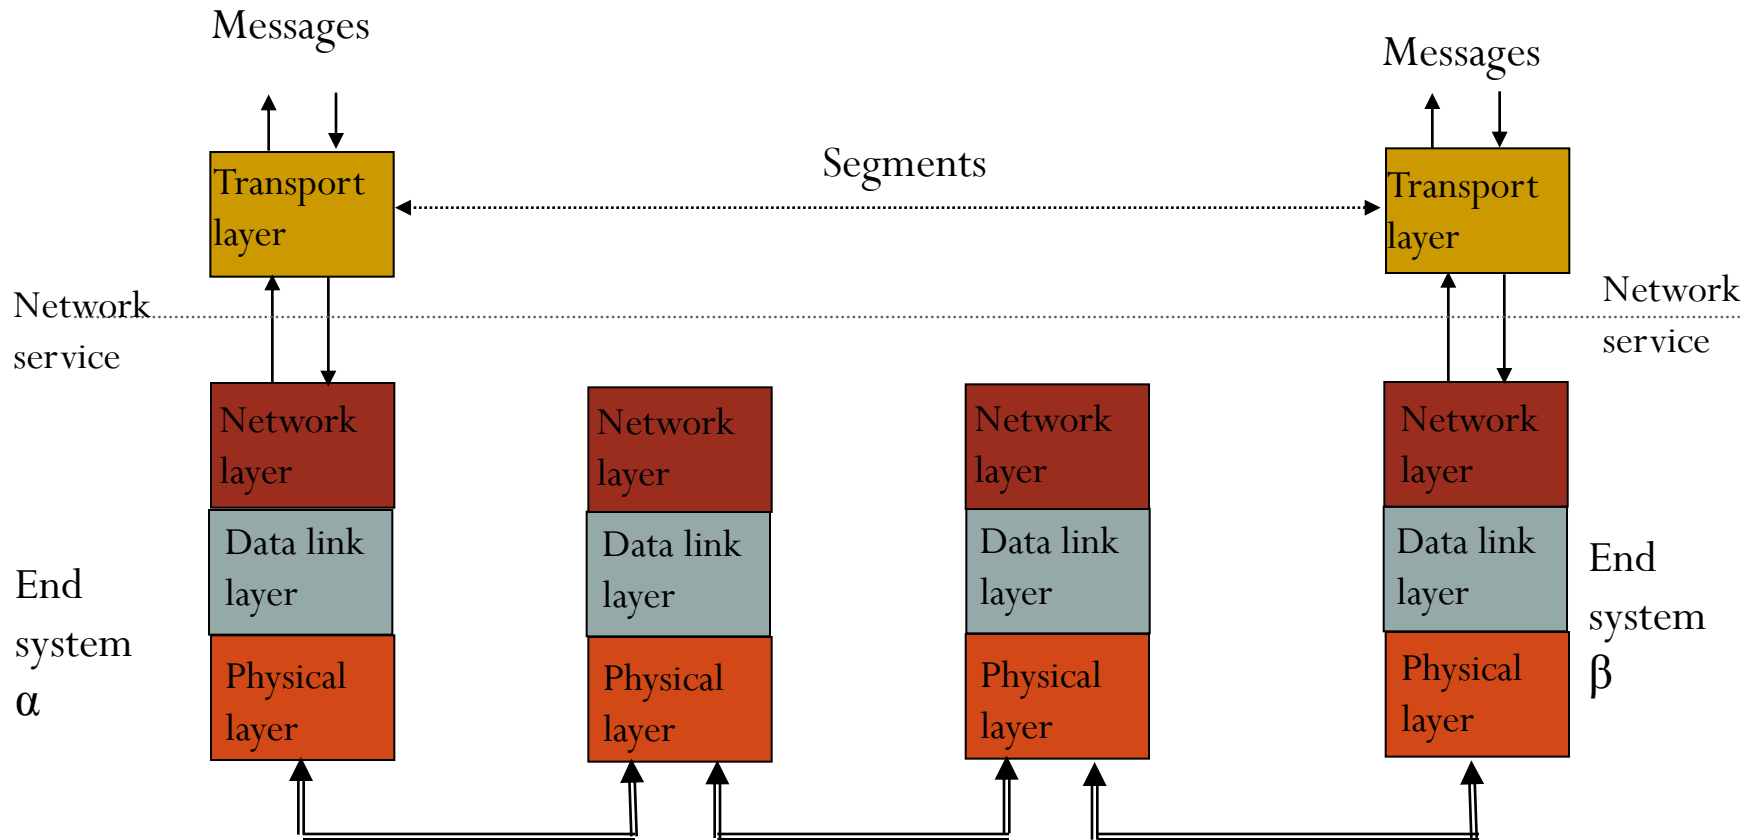 Messages
Messages
Segments
Transport
layer
Transport
layer
Network
service
Network
service
Network
layer
Network
layer
Network
layer
Network
layer
Data link
layer
Data link
layer
Data link
layer
Data link
layer
End
system
α
End
system
β
Physical
layer
Physical
layer
Physical
layer
Physical
layer